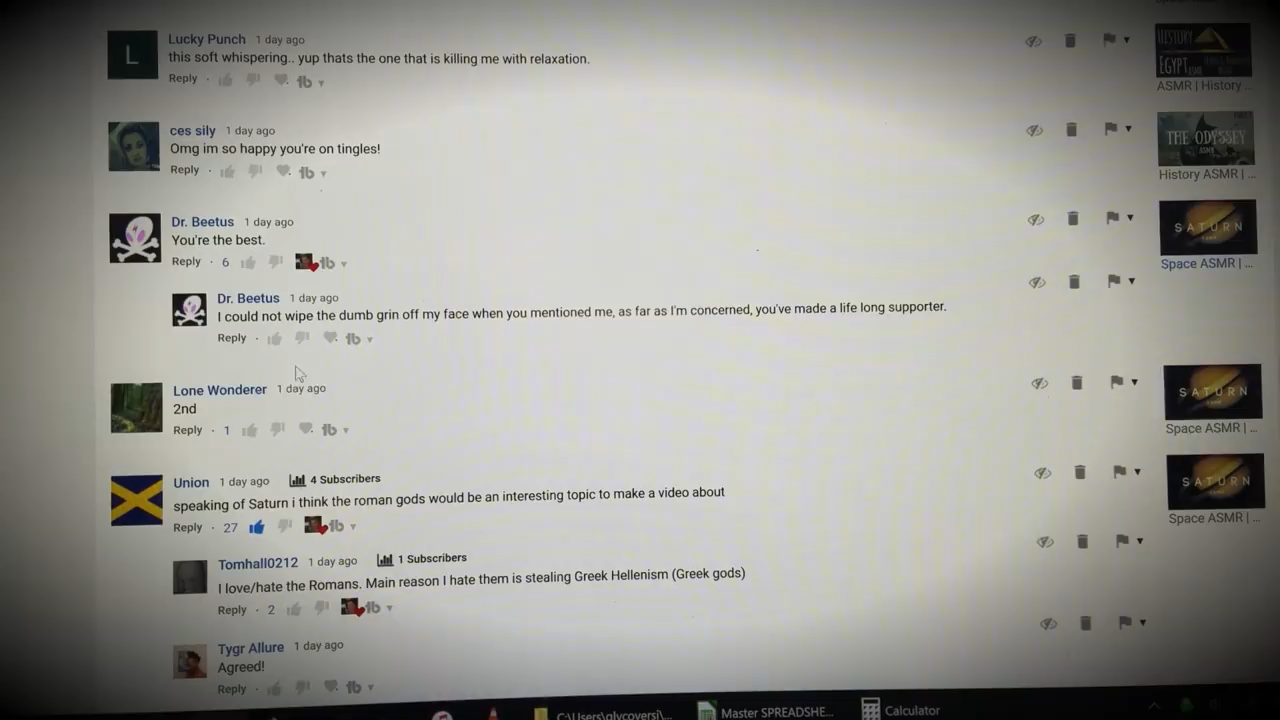 L
Lucky Punch 1 day ago
this soft whispering.. yup thats the one that is killing me with relaxation.
Reply
HISTORY
EGYPT
ASMR | History ...
ces sily 1 day ago
Omg im so happy you're on tingles!
Reply
THE ODYSSEY
ASMR
History ASMR | ...
Dr. Beetus 1 day ago
You're the best.
Reply · 6
SATURN
Space ASMR | ...
Dr. Beetus 1 day ago
I could not wipe the dumb grin off my face when you mentioned me, as far as I'm concerned, you've made a life long supporter.
Reply
Lone Wonderer 1 day ago
2nd
Reply · 1
SATURN
Space ASMR | ...
Union 1 day ago 4 Subscribers
speaking of Saturn i think the roman gods would be an interesting topic to make a video about
Reply · 27
SATURN
Space ASMR | ...
Tomhall0212 1 day ago 1 Subscribers
I love/hate the Romans. Main reason I hate them is stealing Greek Hellenism (Greek gods)
Reply · 2
Tygr Allure 1 day ago
Agreed!
Reply
C:\Users\glycoversi\... Master SPREADSHE... Calculator